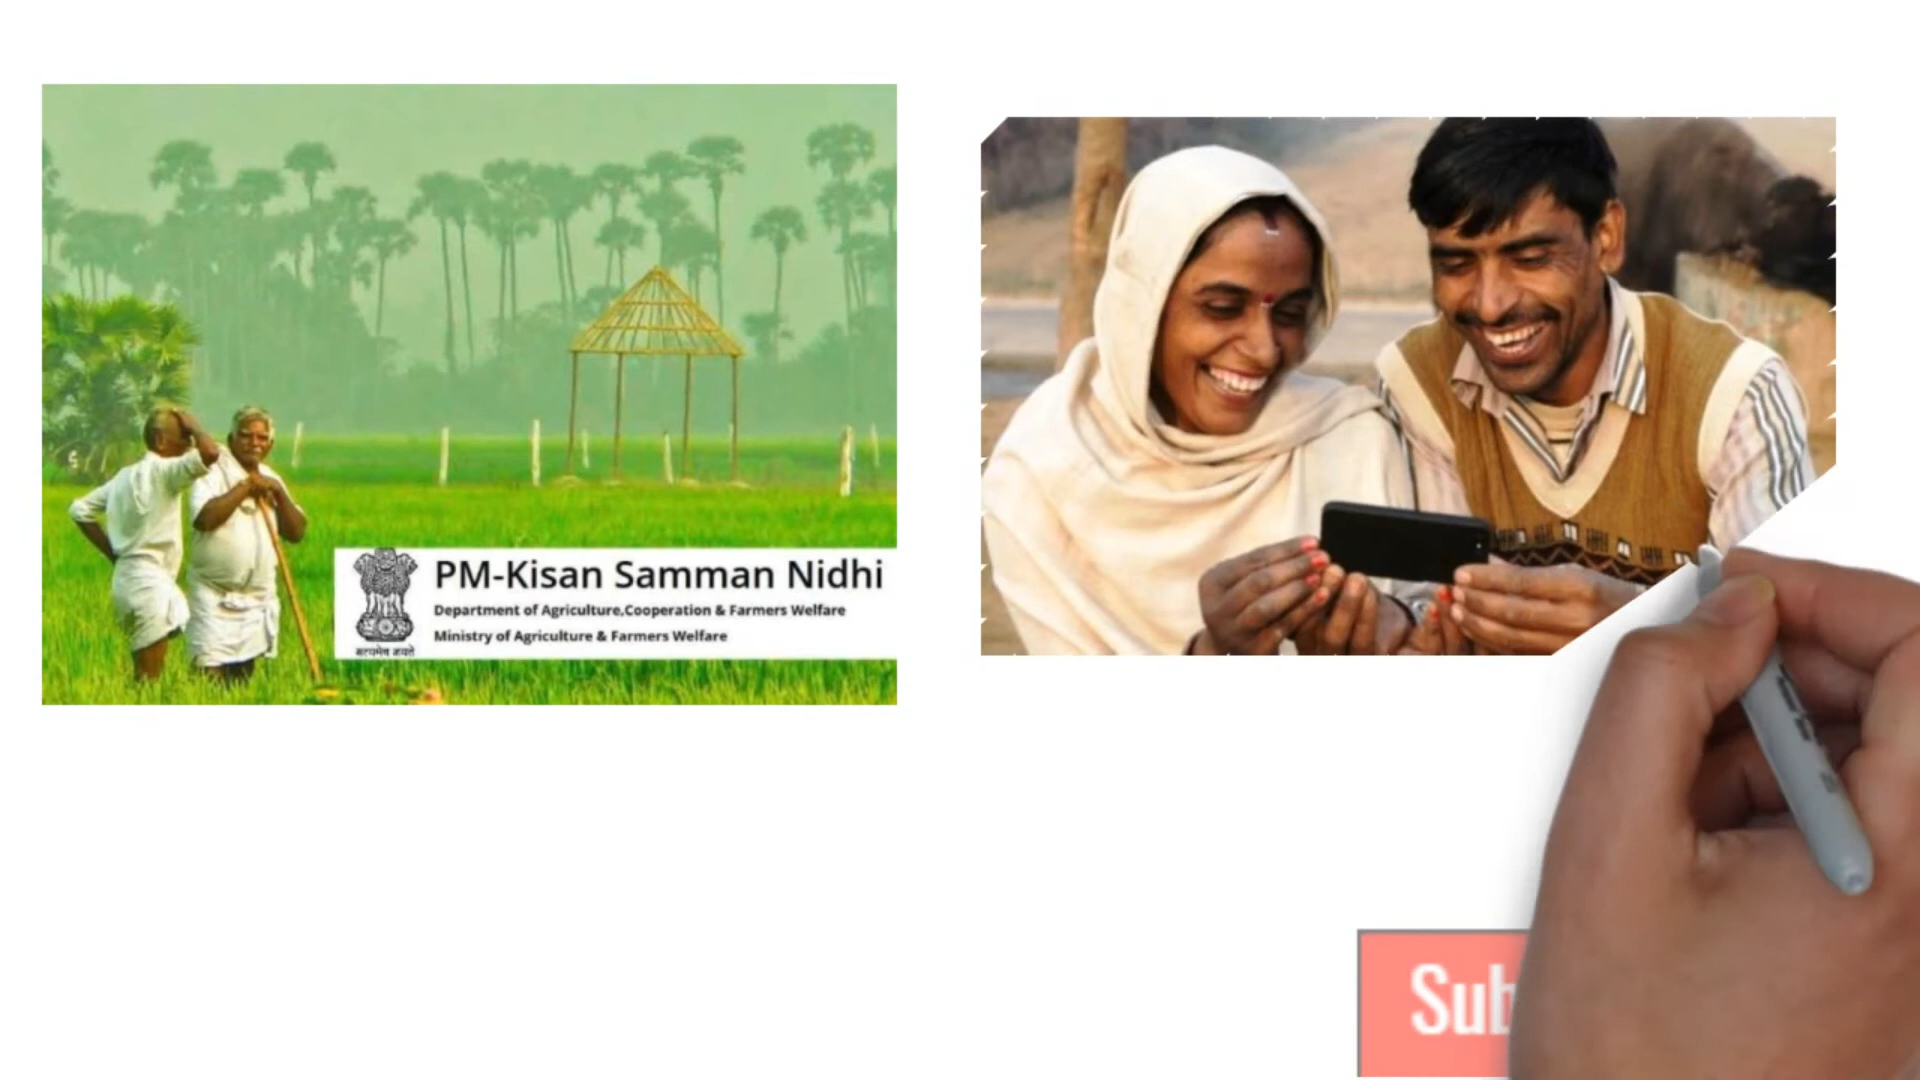 PM-Kisan Samman Nidhi
Department of Agriculture,Cooperation & Farmers Welfare
Ministry of Agriculture & Farmers Welfare
सत्यमेव जयते
Sub